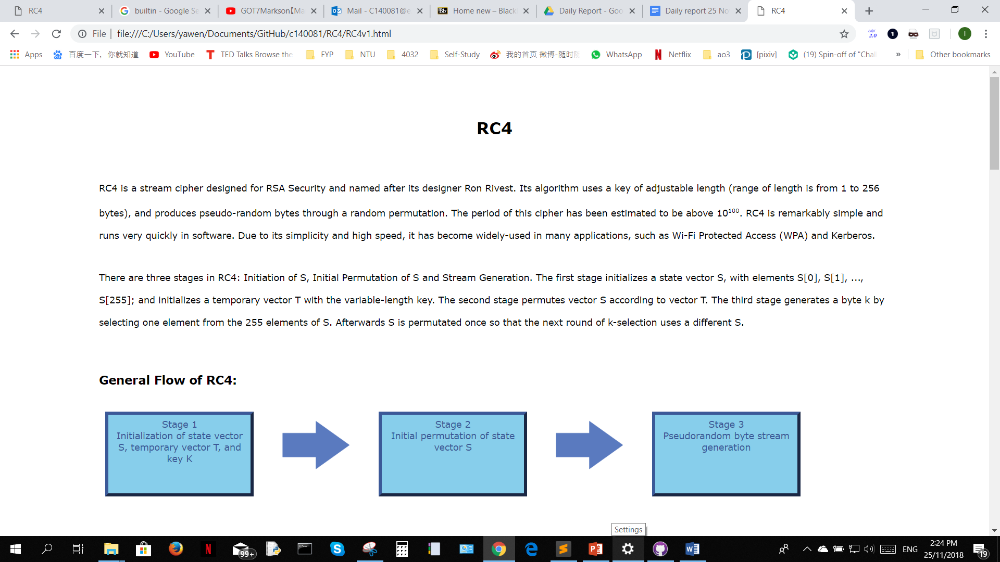 RC4
builtin - Google Se
GOT7Markson【Ma
Mail - C140081@e
Home new – Black
Daily Report - Goo
Daily report 25 No
RC4
File
file:///C:/Users/yawen/Documents/GitHub/c140081/RC4/RC4v1.html
LibX
2.0
1
I
Apps
百度一下，你就知道
YouTube
TED Talks Browse the
FYP
NTU
4032
Self-Study
我的首页 微博-随时随
WhatsApp
Netflix
ao3
[pixiv]
(19) Spin-off of "Chal
»
Other bookmarks
RC4
RC4 is a stream cipher designed for RSA Security and named after its designer Ron Rivest. Its algorithm uses a key of adjustable length (range of length is from 1 to 256
bytes), and produces pseudo-random bytes through a random permutation. The period of this cipher has been estimated to be above 10¹⁰⁰. RC4 is remarkably simple and
runs very quickly in software. Due to its simplicity and high speed, it has become widely-used in many applications, such as Wi-Fi Protected Access (WPA) and Kerberos.
There are three stages in RC4: Initiation of S, Initial Permutation of S and Stream Generation. The first stage initializes a state vector S, with elements S[0], S[1], ...,
S[255]; and initializes a temporary vector T with the variable-length key. The second stage permutes vector S according to vector T. The third stage generates a byte k by
selecting one element from the 255 elements of S. Afterwards S is permutated once so that the next round of k-selection uses a different S.
General Flow of RC4:
Stage 1
Initialization of state vector
S, temporary vector T, and
key K
Stage 2
Initial permutation of state
vector S
Stage 3
Pseudorandom byte stream
generation
Settings
99+
ENG
2:24 PM
25/11/2018
19